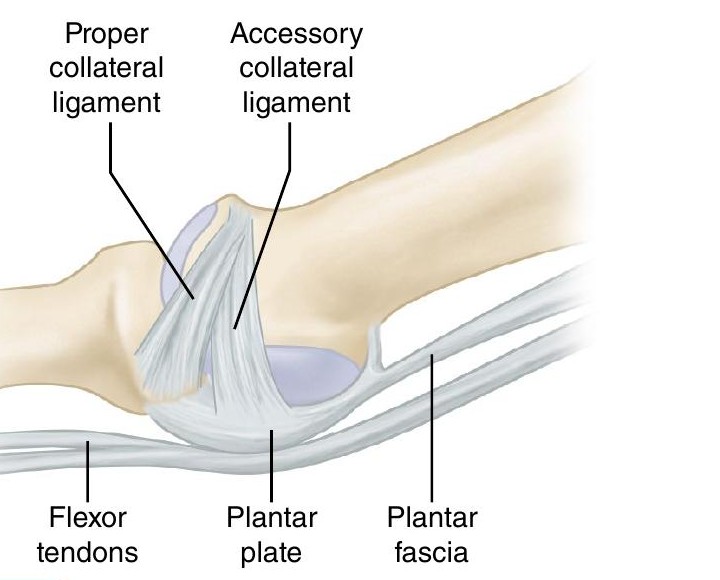 Proper
collateral
ligament
Accessory
collateral
ligament
Flexor
tendons
Plantar
plate
Plantar
fascia